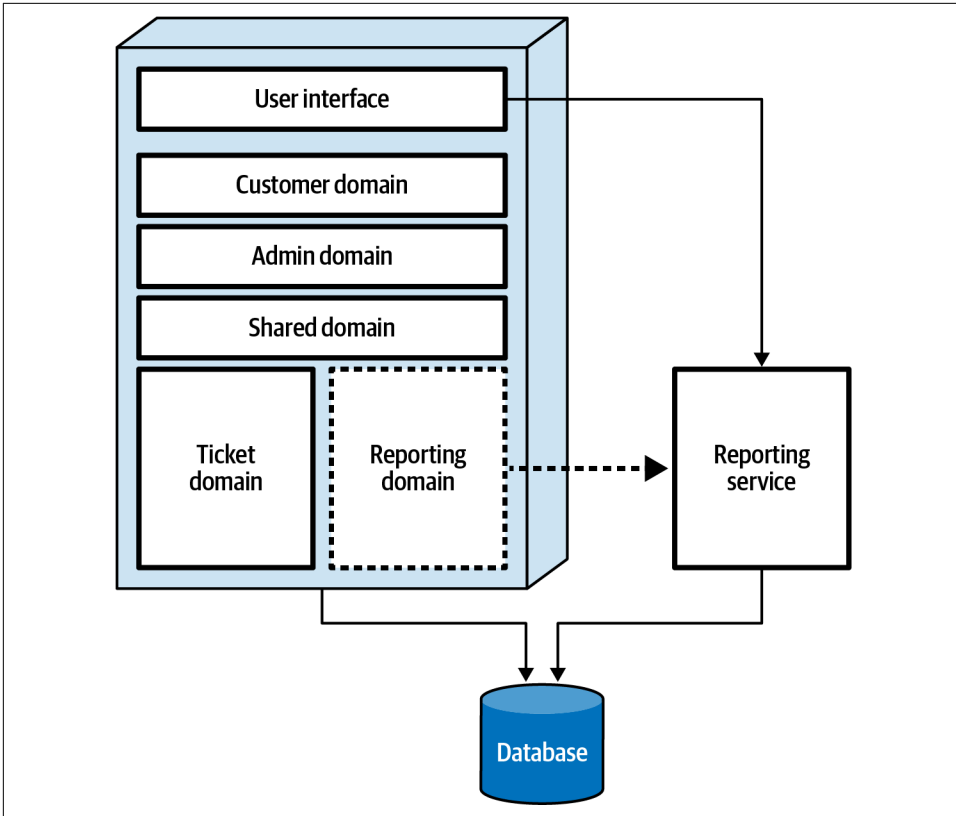 User interface
Customer domain
Admin domain
Shared domain
Ticket
domain
Reporting
domain
Reporting
service
Database